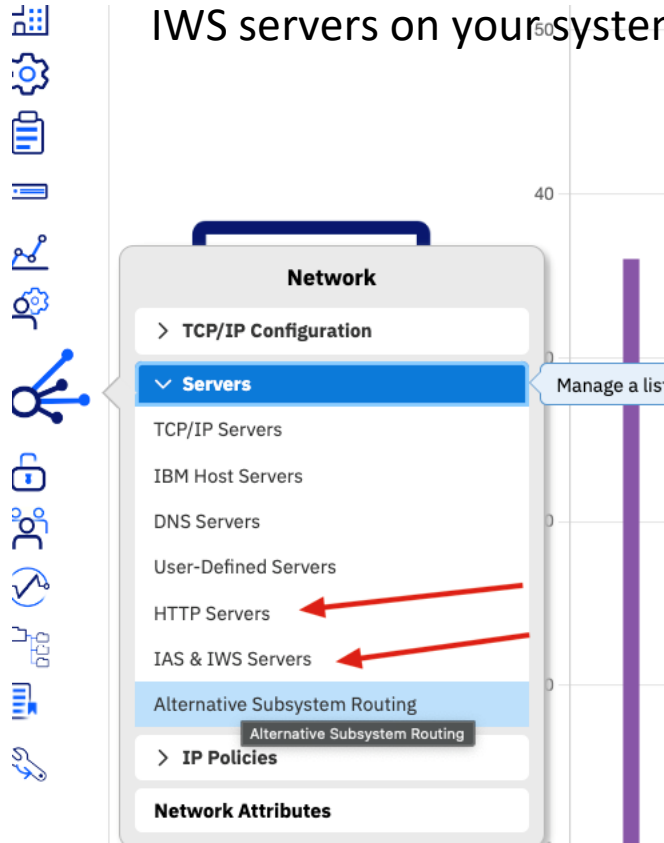 IWS servers on your
50
40
Network
TCP/IP Configuration
Servers
Manage a
TCP/IP Servers
IBM Host Servers
DNS Servers
User-Defined Servers
HTTP Servers
IAS & IWS Servers
Alternative Subsystem Routing
Alternative Subsystem Routing
IP Policies
Network Attributes